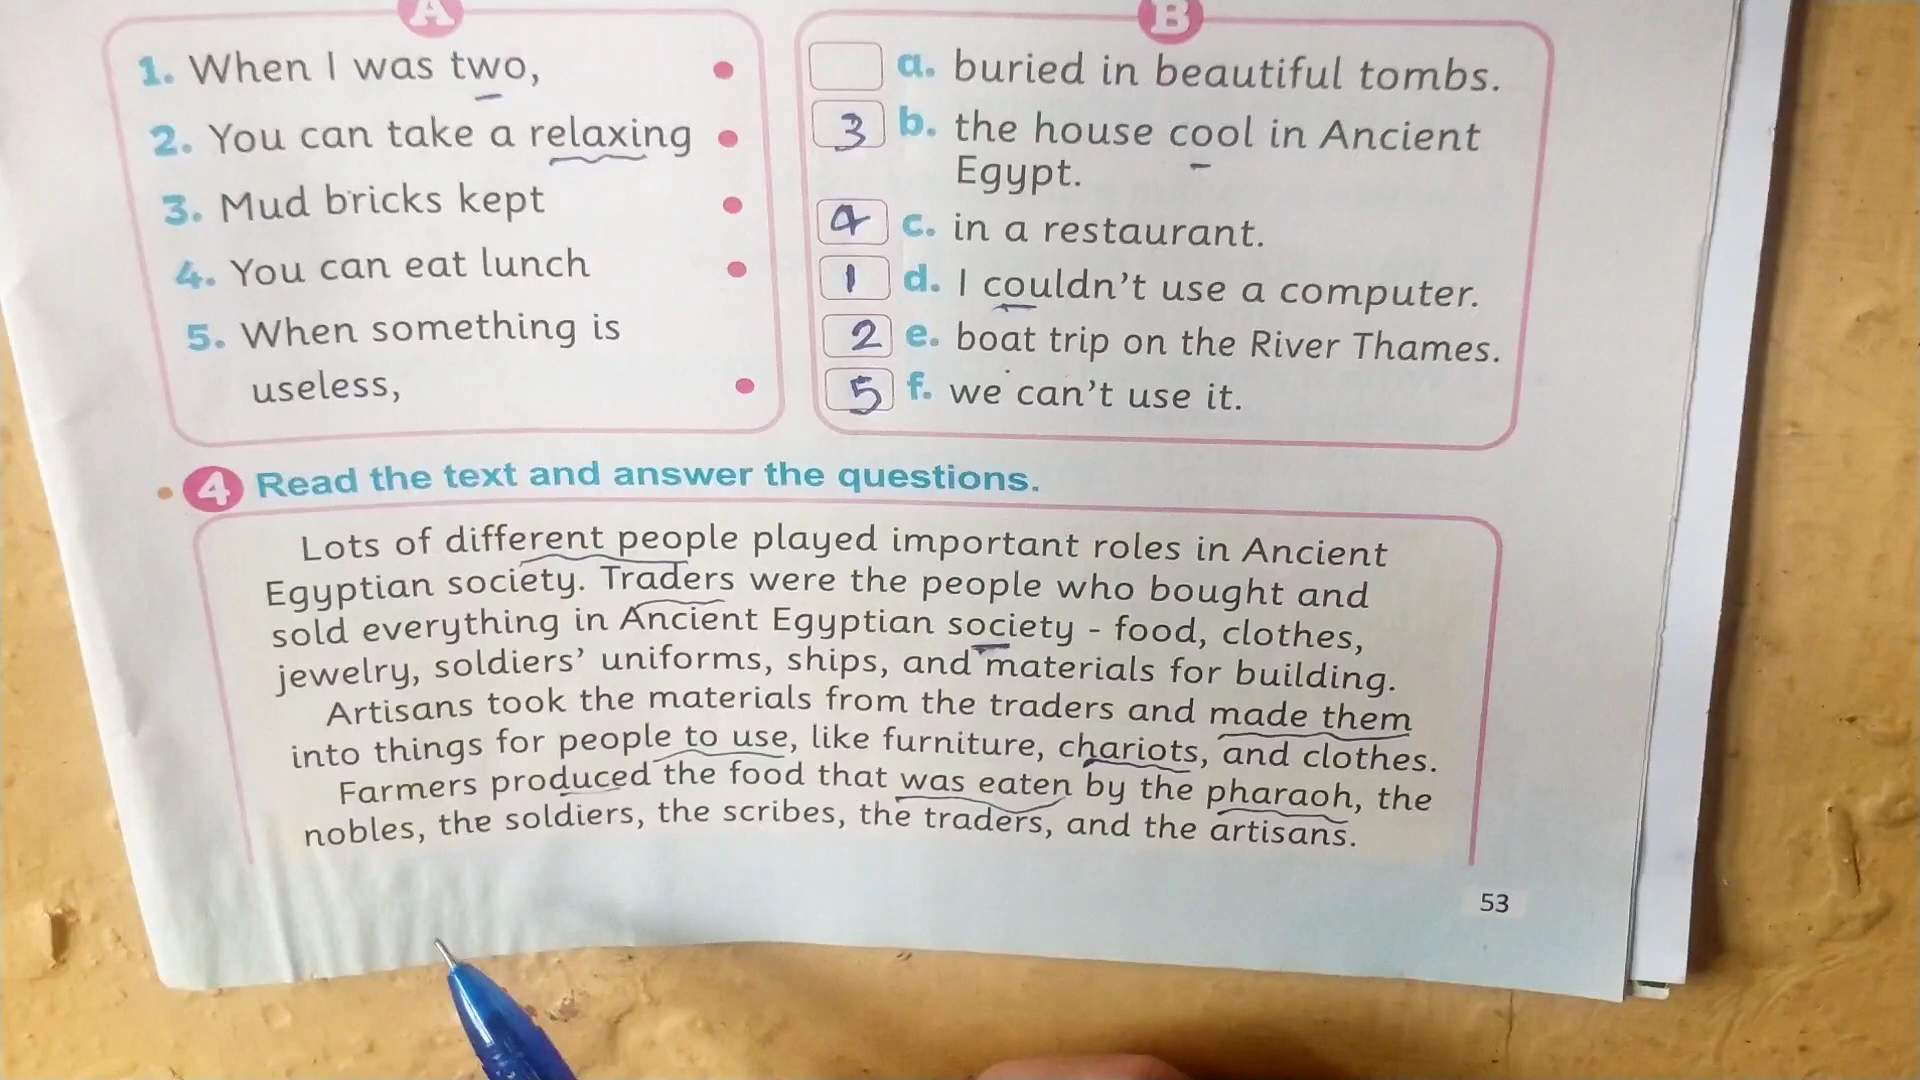 A
B
1. When I was two,
a. buried in beautiful tombs.
2. You can take a relaxing
3 b. the house cool in Ancient
Egypt.
3. Mud bricks kept
4 c. in a restaurant.
4. You can eat lunch
1 d. I couldn't use a computer.
5. When something is
useless,
2 e. boat trip on the River Thames.
5 f. we can't use it.
4 Read the text and answer the questions.
Lots of different people played important roles in Ancient
Egyptian society. Traders were the people who bought and
sold everything in Ancient Egyptian society - food, clothes,
jewelry, soldiers' uniforms, ships, and materials for building.
Artisans took the materials from the traders and made them
into things for people to use, like furniture, chariots, and clothes.
Farmers produced the food that was eaten by the pharaoh, the
nobles, the soldiers, the scribes, the traders, and the artisans.
53